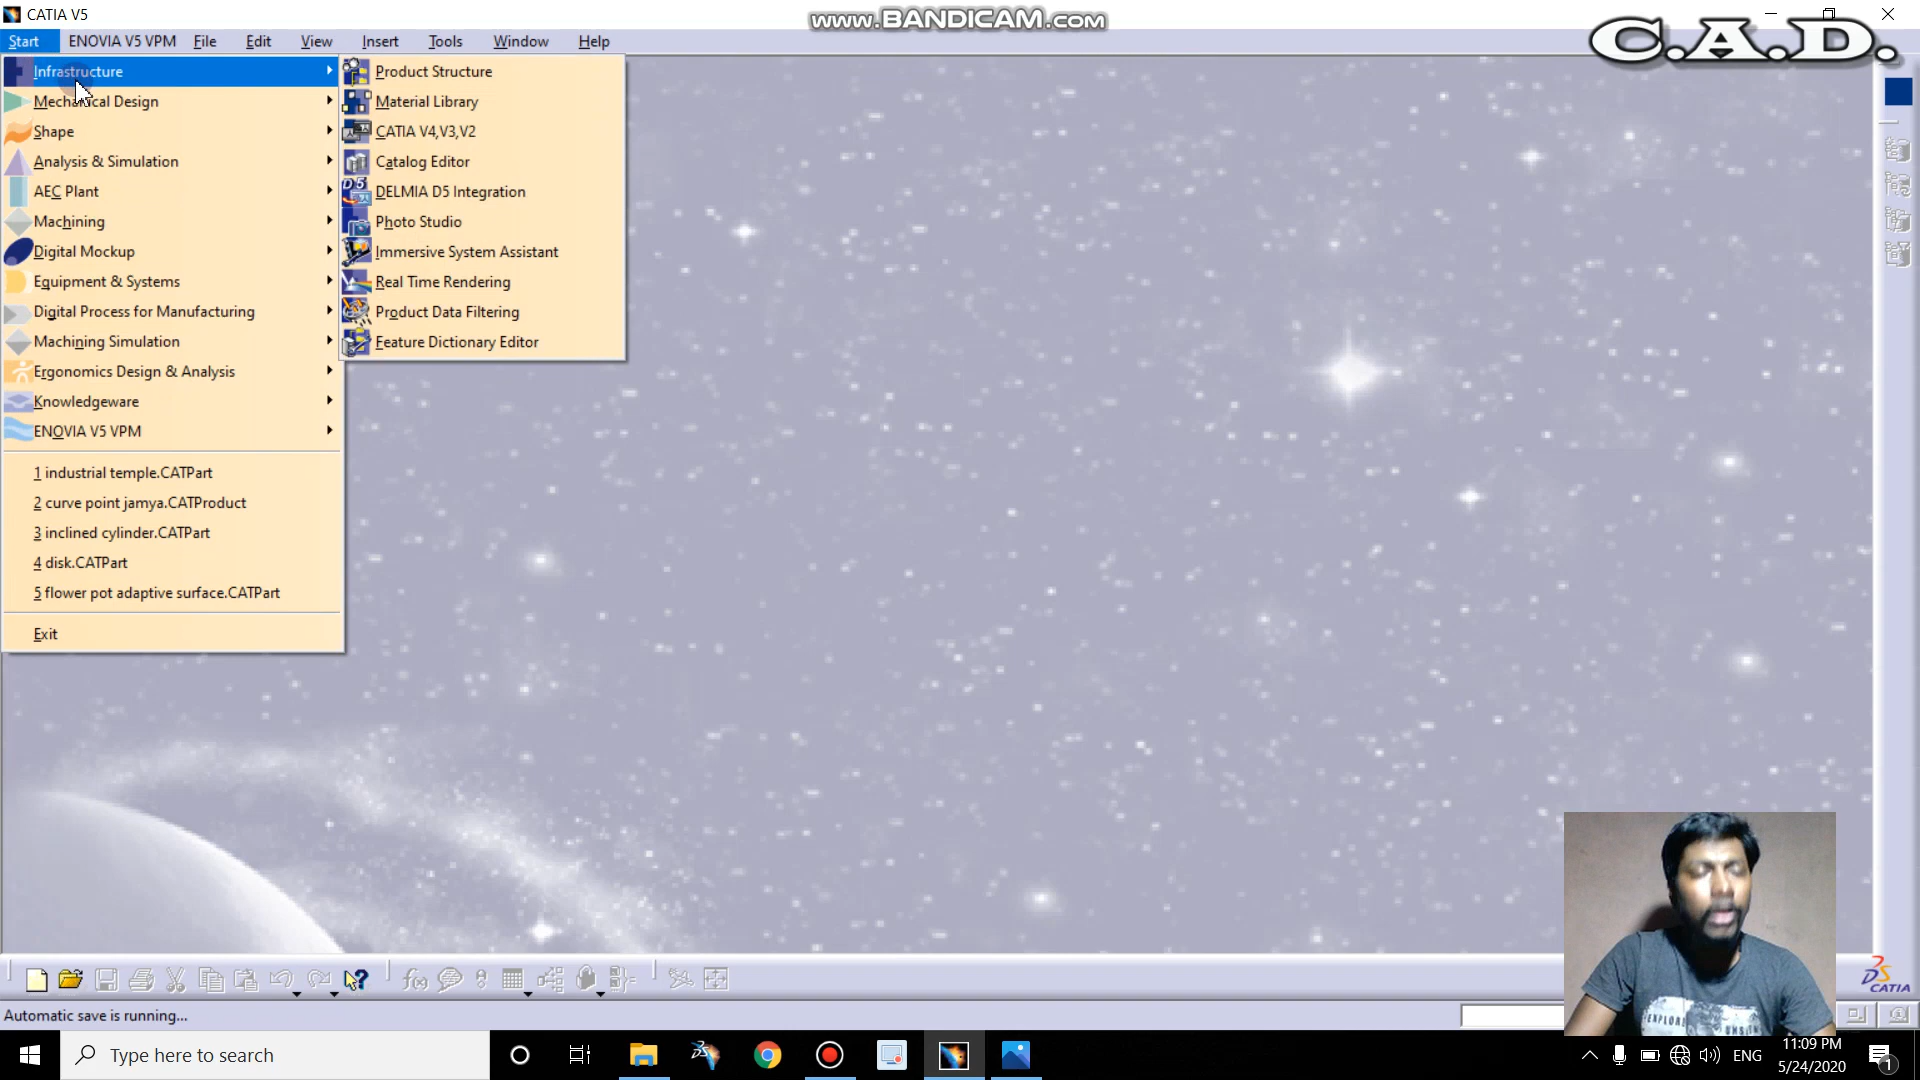 CATIA V5
www.BANDICAM.com
C.A.D.
Start ENOVIA V5 VPM File Edit View Insert Tools Window Help
Infrastructure
Mechanical Design
Shape
Analysis & Simulation
AEC Plant
Machining
Digital Mockup
Equipment & Systems
Digital Process for Manufacturing
Machining Simulation
Ergonomics Design & Analysis
Knowledgeware
ENOVIA V5 VPM
1 industrial temple.CATPart
2 curve point jamya.CATProduct
3 inclined cylinder.CATPart
4 disk.CATPart
5 flower pot adaptive surface.CATPart
Exit
Product Structure
Material Library
CATIA V4,V3,V2
Catalog Editor
DELMIA D5 Integration
Photo Studio
Immersive System Assistant
Real Time Rendering
Product Data Filtering
Feature Dictionary Editor
CATIA
Automatic save is running...
Type here to search
ENG
11:09 PM
5/24/2020
1